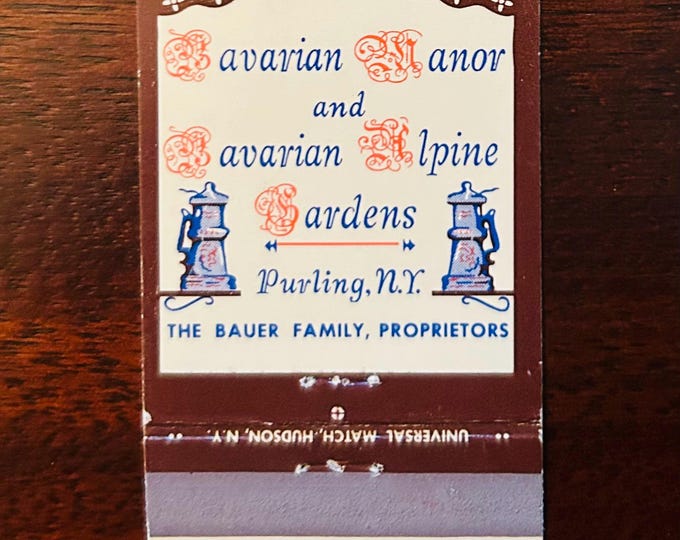 Bavarian Manor
and
Bavarian Alpine
Gardens
Purling, N.Y.
THE BAUER FAMILY, PROPRIETORS
UNIVERSAL MATCH, HUDSON, N.Y.